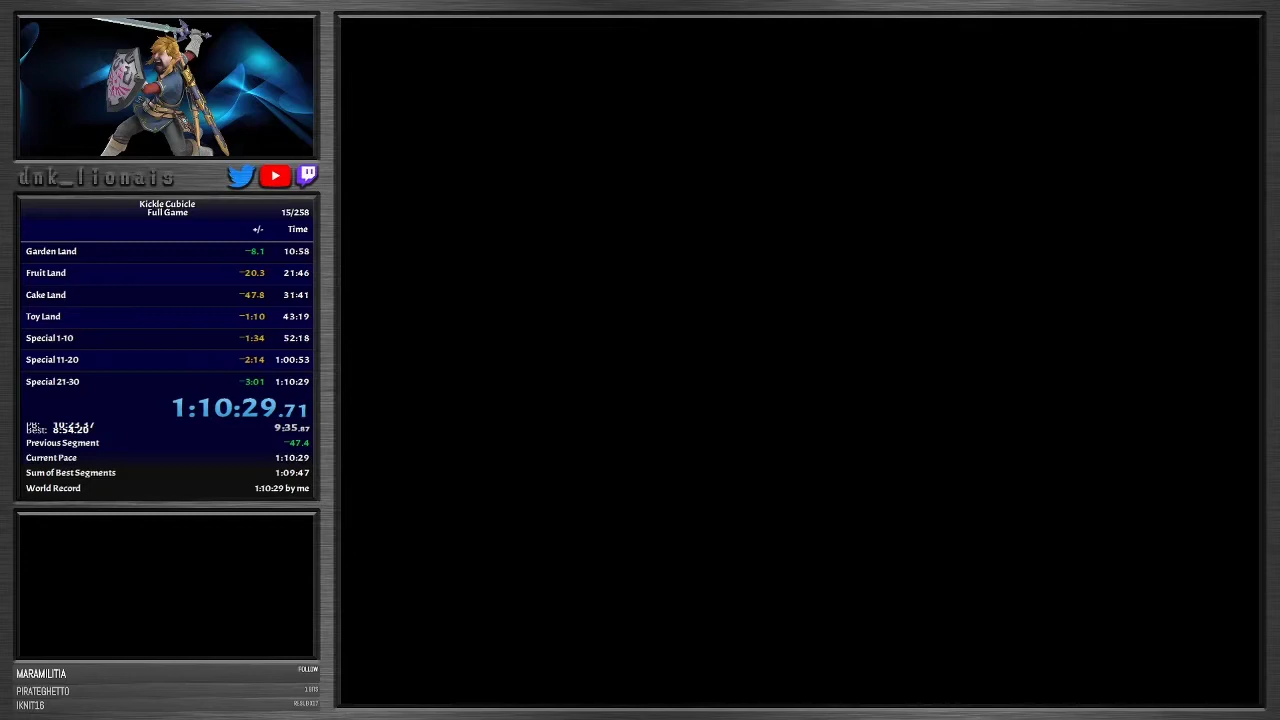 Kickle Cubicle
Full Game 15/258
+/- Time
Garden Land -8.1 10:58
Fruit Land -20.3 21:46
Cake Land -47.8 31:41
Toy Land -1:10 43:19
Special 1-10 -1:34 52:18
Special 11-20 -2:14 1:00:53
Special 21-30 -3:01 1:10:29
1:10:29.71
9:35.87
Previous Segment -47.4
Current Pace 1:10:29
Sum of Best Segments 1:09:47
World Record 1:10:29 by me
FOLLOW